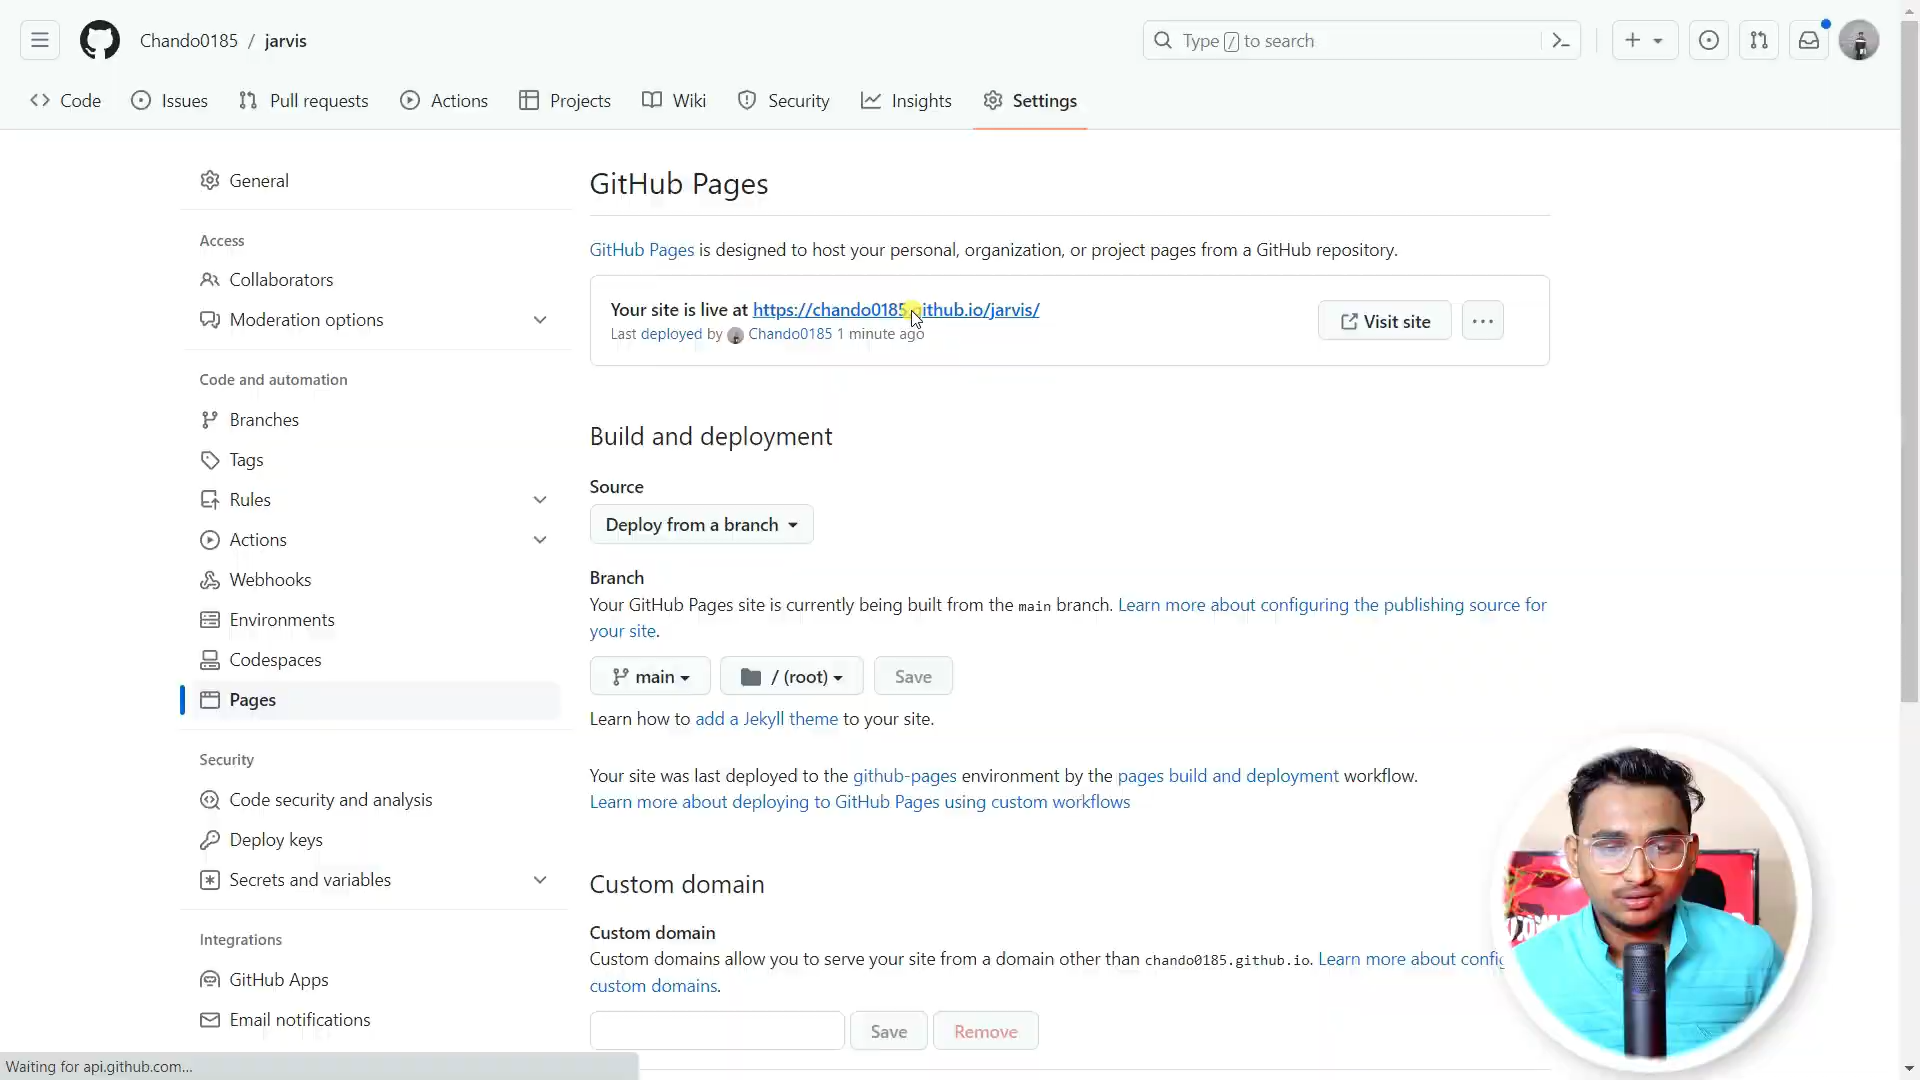 Chando0185 / jarvis
Type / to search
Code
Issues
Pull requests
Actions
Projects
Wiki
Security
Insights
Settings
General
Access
Collaborators
Moderation options
Code and automation
Branches
Tags
Rules
Actions
Webhooks
Environments
Codespaces
Pages
Security
Code security and analysis
Deploy keys
Secrets and variables
Integrations
GitHub Apps
Email notifications
GitHub Pages
GitHub Pages is designed to host your personal, organization, or project pages from a GitHub repository.
Your site is live at https://chando0185.github.io/jarvis/
Last deployed by Chando0185 1 minute ago
Visit site
Build and deployment
Source
Deploy from a branch
Branch
Your GitHub Pages site is currently being built from the main branch. Learn more about configuring the publishing source for
your site.
main
/ (root)
Save
Learn how to add a Jekyll theme to your site.
Your site was last deployed to the github-pages environment by the pages build and deployment workflow.
Learn more about deploying to GitHub Pages using custom workflows
Custom domain
Custom domain
Custom domains allow you to serve your site from a domain other than chando0185.github.io. Learn more about
custom domains.
Save
Remove
Waiting for api.github.com...